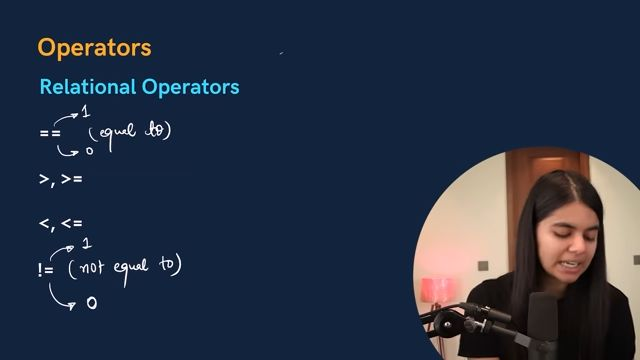 Operators
Relational Operators
1
== (equal to)
0
>, >=
<, <=
1
!= (not equal to)
0